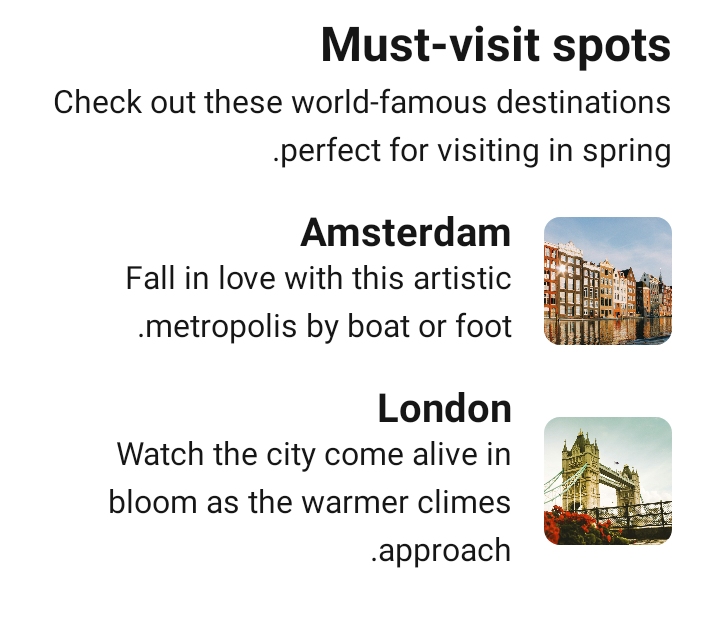 Must-visit spots
Check out these world-famous destinations
.perfect for visiting in spring
Amsterdam
Fall in love with this artistic
.metropolis by boat or foot
London
Watch the city come alive in
bloom as the warmer climes
.approach